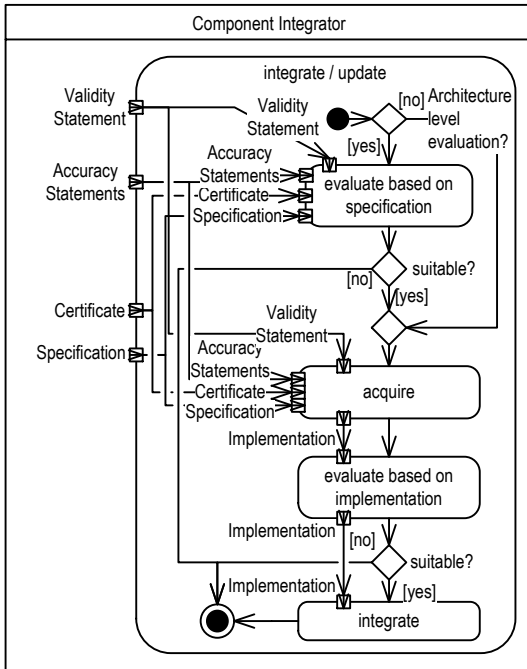 Component Integrator
integrate / update
Validity
Statement
Validity
Statement
[no]
Architecture
level
evaluation?
[yes]
Accuracy
Statements
Accuracy
Statements
Certificate
Specification
evaluate based on
specification
[no]
suitable?
[yes]
Certificate
Specification
Validity
Statement
Accuracy
Statements
Certificate
Specification
acquire
Implementation
evaluate based on
implementation
Implementation
[no]
suitable?
Implementation
[yes]
integrate